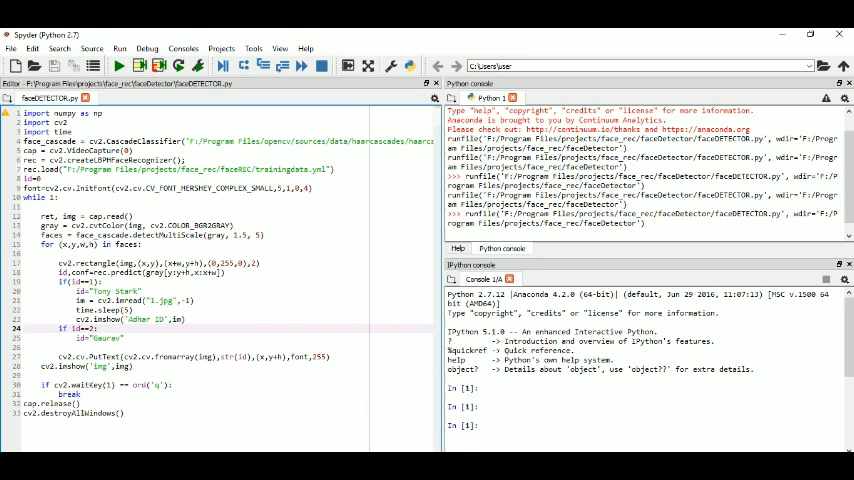 Spyder (Python 2.7)
File Edit Search Source Run Debug Consoles Projects Tools View Help
C:\Users\user
Editor - F:\Program Files\projects\face_rec\faceDetector\faceDETECTOR.py
faceDETECTOR.py
1 import numpy as np
2 import cv2
3 import time
4 face_cascade = cv2.CascadeClassifier('F:/Program Files/opencv/sources/data/haarcascades/haarca
5 cap = cv2.VideoCapture(0)
6 rec = cv2.createLBPHFaceRecognizer();
7 rec.load("F:/Program Files/projects/face_rec/faceREC/trainingdata.yml")
8 id=0
9 font=cv2.cv.InitFont(cv2.cv.CV_FONT_HERSHEY_COMPLEX_SMALL,5,1,0,4)
10 while 1:
11
12 ret, img = cap.read()
13 gray = cv2.cvtColor(img, cv2.COLOR_BGR2GRAY)
14 faces = face_cascade.detectMultiScale(gray, 1.5, 5)
15 for (x,y,w,h) in faces:
16
17 cv2.rectangle(img,(x,y),(x+w,y+h),(0,255,0),2)
18 id,conf=rec.predict(gray[y:y+h,x:x+w])
19 if(id==1):
20 id="Tony Stark"
21 im = cv2.imread("1.jpg",-1)
22 time.sleep(5)
23 cv2.imshow('Adhar ID',im)
24 if id==2:
25 id="Gaurav"
26
27 cv2.cv.PutText(cv2.cv.fromarray(img),str(id),(x,y+h),font,255)
28 cv2.imshow('img',img)
29
30 if cv2.waitKey(1) == ord('q'):
31 break
32 cap.release()
33 cv2.destroyAllWindows()
Python console
Python 1
Type "help", "copyright", "credits" or "license" for more information.
Anaconda is brought to you by Continuum Analytics.
Please check out: http://continuum.io/thanks and https://anaconda.org
runfile('F:/Program Files/projects/face_rec/faceDetector/faceDETECTOR.py', wdir='F:/Progr
am Files/projects/face_rec/faceDetector')
runfile('F:/Program Files/projects/face_rec/faceDetector/faceDETECTOR.py', wdir='F:/Progr
am Files/projects/face_rec/faceDetector')
>>> runfile('F:/Program Files/projects/face_rec/faceDetector/faceDETECTOR.py', wdir='F:/P
rogram Files/projects/face_rec/faceDetector')
runfile('F:/Program Files/projects/face_rec/faceDetector/faceDETECTOR.py', wdir='F:/Progr
am Files/projects/face_rec/faceDetector')
>>> runfile('F:/Program Files/projects/face_rec/faceDetector/faceDETECTOR.py', wdir='F:/P
rogram Files/projects/face_rec/faceDetector')
Help Python console
IPython console
Console 1/A
Python 2.7.12 |Anaconda 4.2.0 (64-bit)| (default, Jun 29 2016, 11:07:13) [MSC v.1500 64
bit (AMD64)]
Type "copyright", "credits" or "license" for more information.
IPython 5.1.0 -- An enhanced Interactive Python.
? -> Introduction and overview of IPython's features.
%quickref -> Quick reference.
help -> Python's own help system.
object? -> Details about 'object', use 'object??' for extra details.
In [1]:
In [1]:
In [1]: